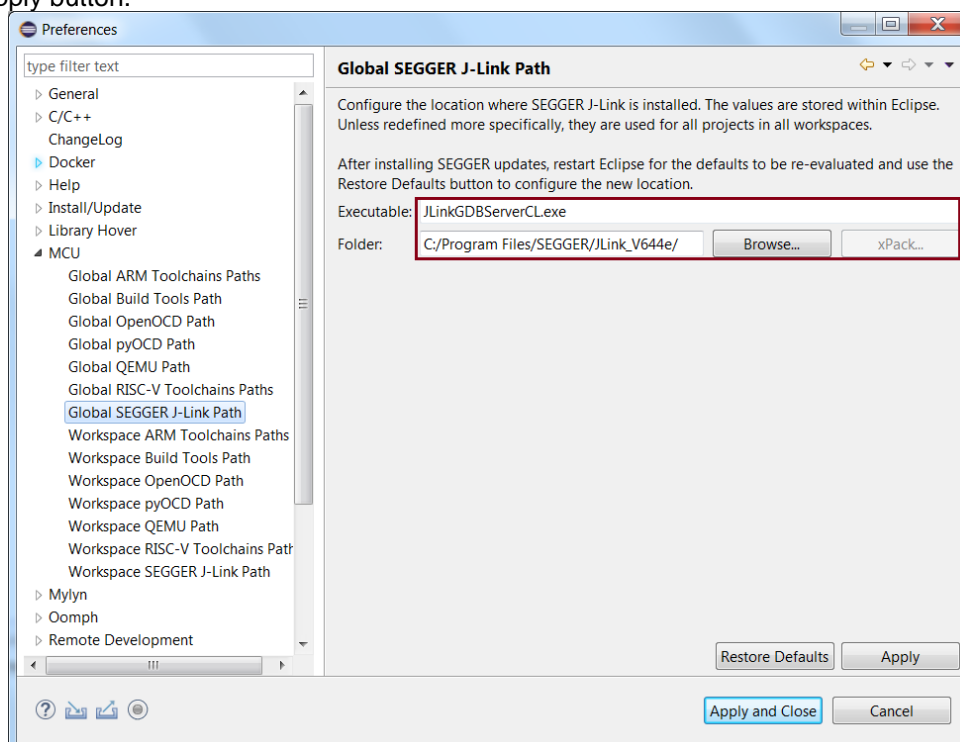 pply button.
Preferences
type filter text
General
C/C++
ChangeLog
Docker
Help
Install/Update
Library Hover
MCU
Global ARM Toolchains Paths
Global Build Tools Path
Global OpenOCD Path
Global pyOCD Path
Global QEMU Path
Global RISC-V Toolchains Paths
Global SEGGER J-Link Path
Workspace ARM Toolchains Paths
Workspace Build Tools Path
Workspace OpenOCD Path
Workspace pyOCD Path
Workspace QEMU Path
Workspace RISC-V Toolchains Path
Workspace SEGGER J-Link Path
Mylyn
Oomph
Remote Development
Global SEGGER J-Link Path
Configure the location where SEGGER J-Link is installed. The values are stored within Eclipse.
Unless redefined more specifically, they are used for all projects in all workspaces.
After installing SEGGER updates, restart Eclipse for the defaults to be re-evaluated and use the
Restore Defaults button to configure the new location.
Executable: JLinkGDBServerCL.exe
Folder: C:/Program Files/SEGGER/JLink_V644e/ Browse... xPack...
Restore Defaults Apply
Apply and Close Cancel